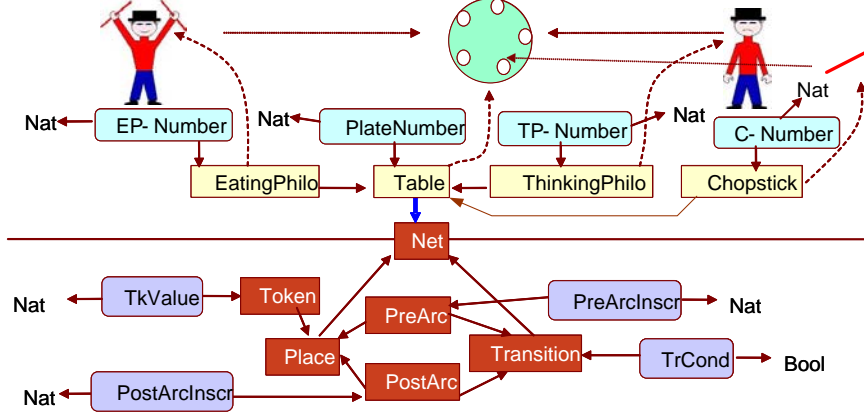 Nat
EP- Number
Nat
PlateNumber
TP- Number
Nat
Nat
C- Number
EatingPhilo
Table
ThinkingPhilo
Chopstick
Net
Nat
TkValue
Token
PreArc
PreArcInscr
Nat
Place
Transition
TrCond
Bool
Nat
PostArcInscr
PostArc